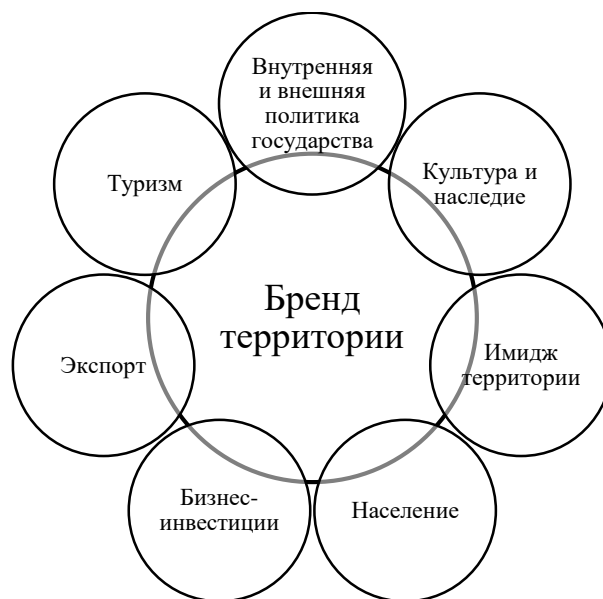 Внутренняя
и внешняя
политика
государства
Культура и
наследие
Имидж
территории
Население
Бизнес-
инвестиции
Экспорт
Туризм
Бренд
территории